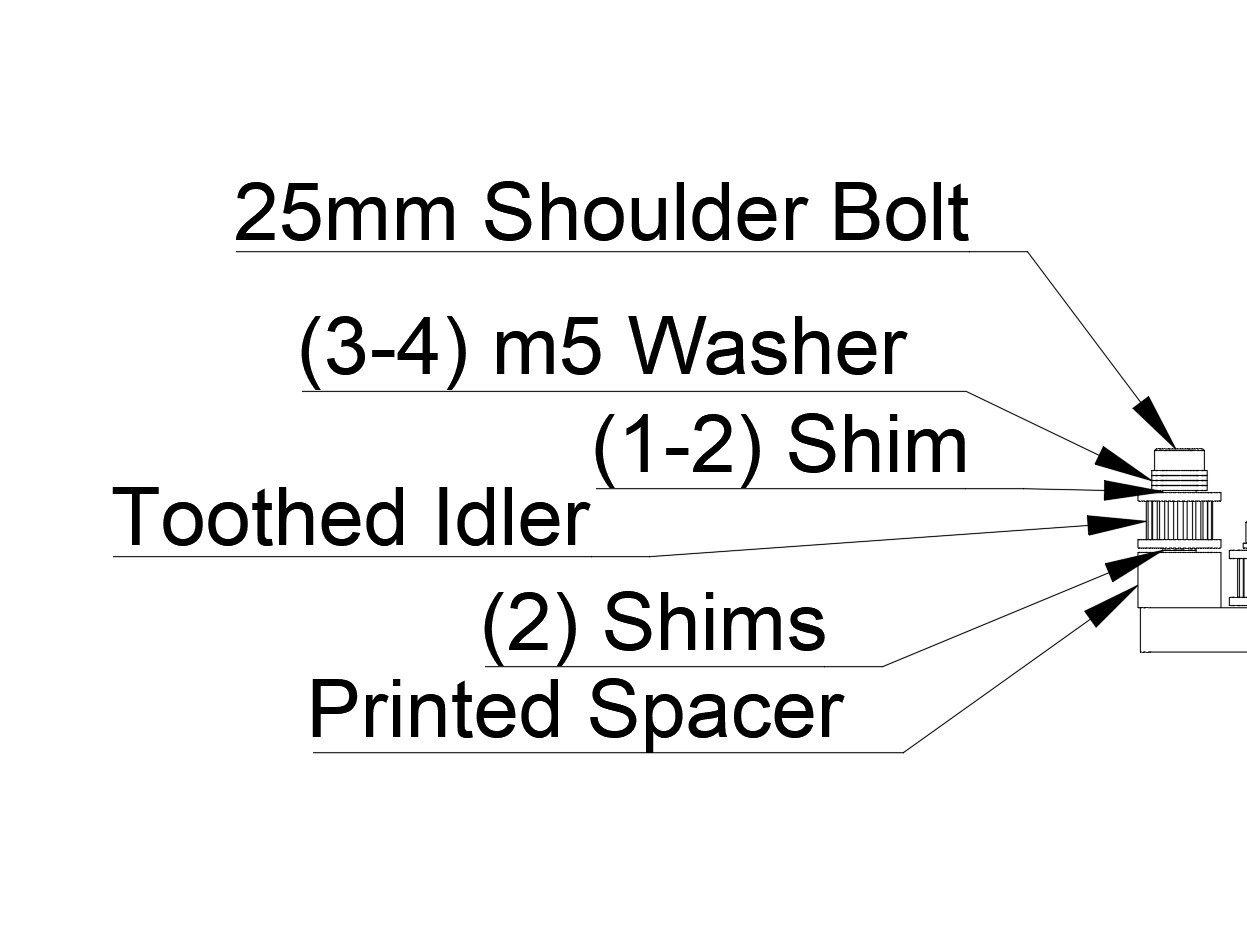 25mm Shoulder Bolt
(3-4) m5 Washer
(1-2) Shim
Toothed Idler
(2) Shims
Printed Spacer